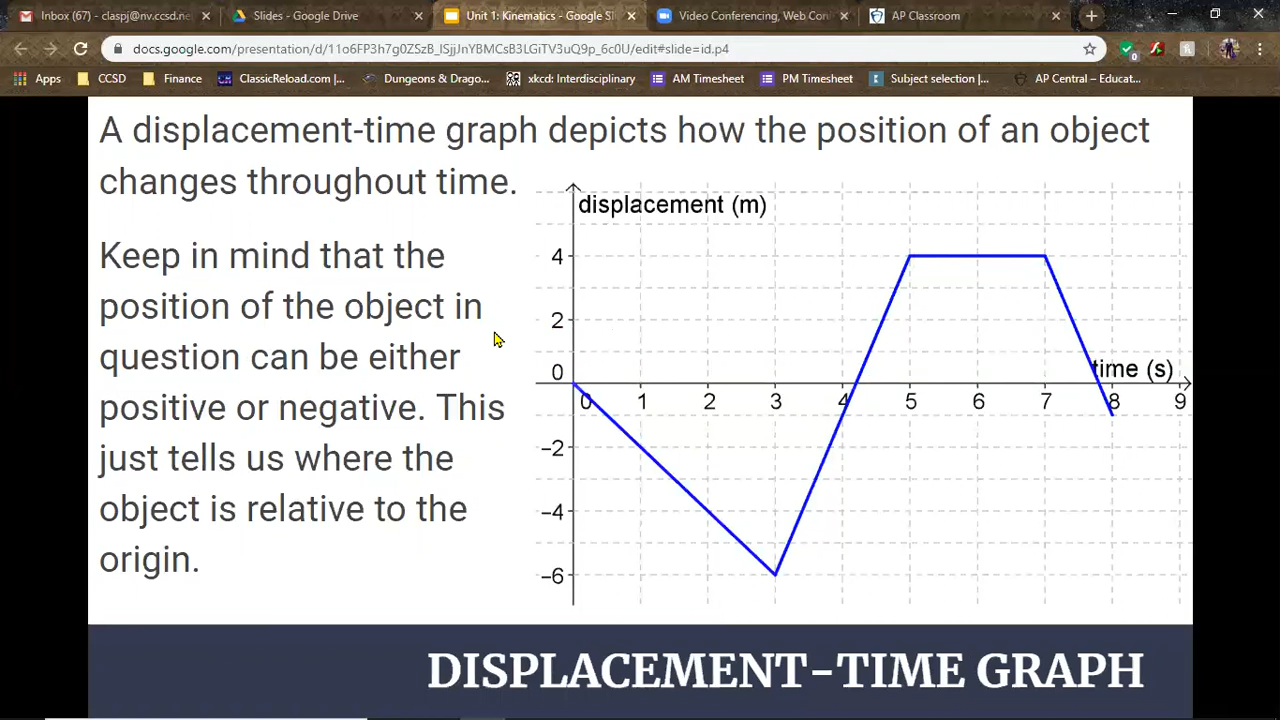 Inbox (67) - claspj@nv.ccsd.ne
Slides - Google Drive
Unit 1: Kinematics - Google Sl
Video Conferencing, Web Con
AP Classroom
docs.google.com/presentation/d/11o6FP3h7g0ZSzB_lSjjJnYBMCsB3LGiTV3uQ9p_6c0U/edit#slide=id.p4
Apps
CCSD
Finance
ClassicReload.com |...
Dungeons & Drago...
xkcd: Interdisciplinary
AM Timesheet
PM Timesheet
Subject selection |...
AP Central – Educat...
A displacement-time graph depicts how the position of an object
changes throughout time.
Keep in mind that the
position of the object in
question can be either
positive or negative. This
just tells us where the
object is relative to the
origin.
displacement (m)
4
2
0
time (s)
0 1 2 3 4 5 6 7 8 9
−2
−4
−6
DISPLACEMENT-TIME GRAPH